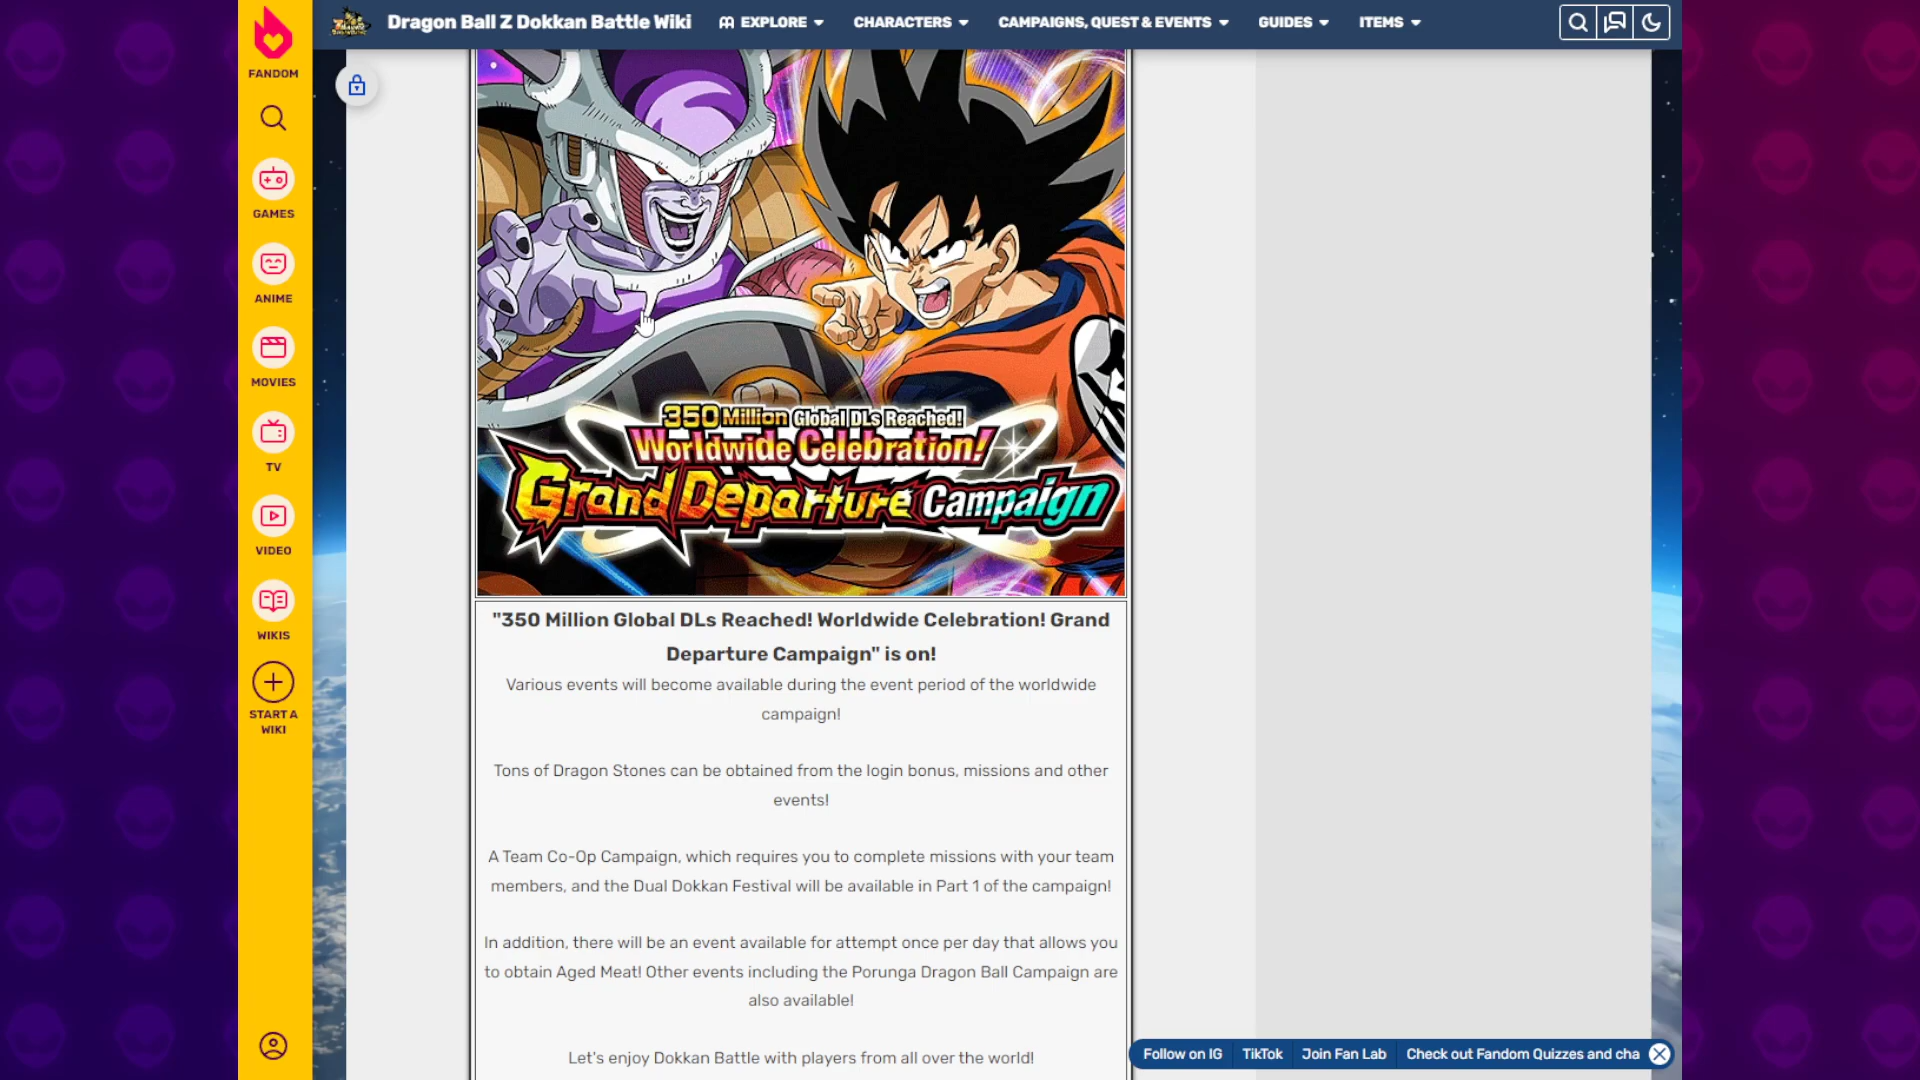 FANDOM
GAMES
ANIME
MOVIES
TV
VIDEO
WIKIS
START A
WIKI
Dragon Ball Z Dokkan Battle Wiki
EXPLORE
CHARACTERS
CAMPAIGNS, QUEST & EVENTS
GUIDES
ITEMS
350 Million Global DLs Reached!
Worldwide Celebration!
Grand Departure Campaign
"350 Million Global DLs Reached! Worldwide Celebration! Grand
Departure Campaign" is on!
Various events will become available during the event period of the worldwide
campaign!
Tons of Dragon Stones can be obtained from the login bonus, missions and other
events!
A Team Co-Op Campaign, which requires you to complete missions with your team
members, and the Dual Dokkan Festival will be available in Part 1 of the campaign!
In addition, there will be an event available for attempt once per day that allows you
to obtain Aged Meat! Other events including the Porunga Dragon Ball Campaign are
also available!
Let's enjoy Dokkan Battle with players from all over the world!
Follow on IG
TikTok
Join Fan Lab
Check out Fandom Quizzes and cha